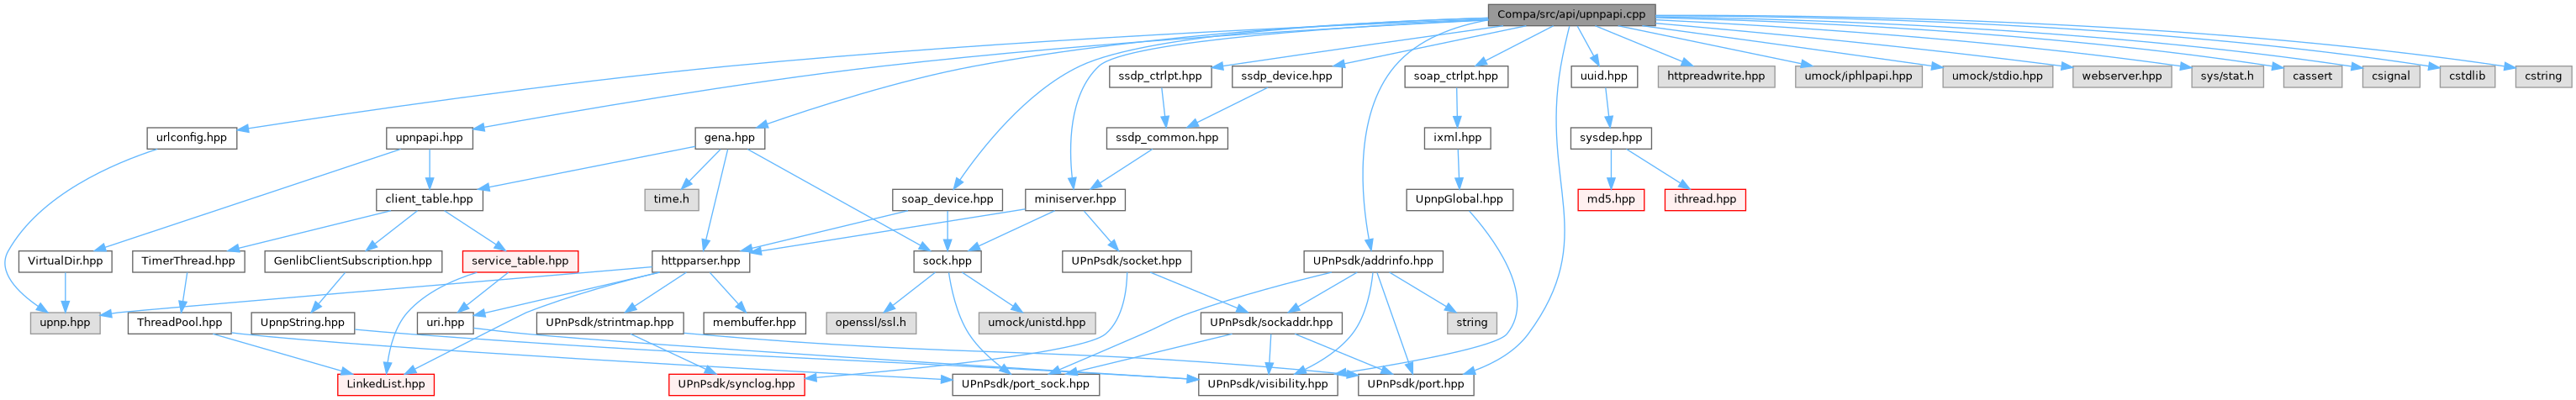 Compa/src/api/upnpapi.cpp
ssdp_ctrlpt.hpp
ssdp_device.hpp
soap_ctrlpt.hpp
uuid.hpp
httpreadwrite.hpp
umock/iphlpapi.hpp
umock/stdio.hpp
webserver.hpp
sys/stat.h
cassert
csignal
cstdlib
cstring
urlconfig.hpp
upnpapi.hpp
gena.hpp
ssdp_common.hpp
ixml.hpp
sysdep.hpp
client_table.hpp
time.h
soap_device.hpp
miniserver.hpp
UpnpGlobal.hpp
md5.hpp
ithread.hpp
VirtualDir.hpp
TimerThread.hpp
GenlibClientSubscription.hpp
service_table.hpp
httpparser.hpp
sock.hpp
UPnPsdk/socket.hpp
UPnPsdk/addrinfo.hpp
upnp.hpp
ThreadPool.hpp
UpnpString.hpp
uri.hpp
UPnPsdk/strintmap.hpp
membuffer.hpp
openssl/ssl.h
umock/unistd.hpp
UPnPsdk/sockaddr.hpp
string
LinkedList.hpp
UPnPsdk/synclog.hpp
UPnPsdk/port_sock.hpp
UPnPsdk/visibility.hpp
UPnPsdk/port.hpp